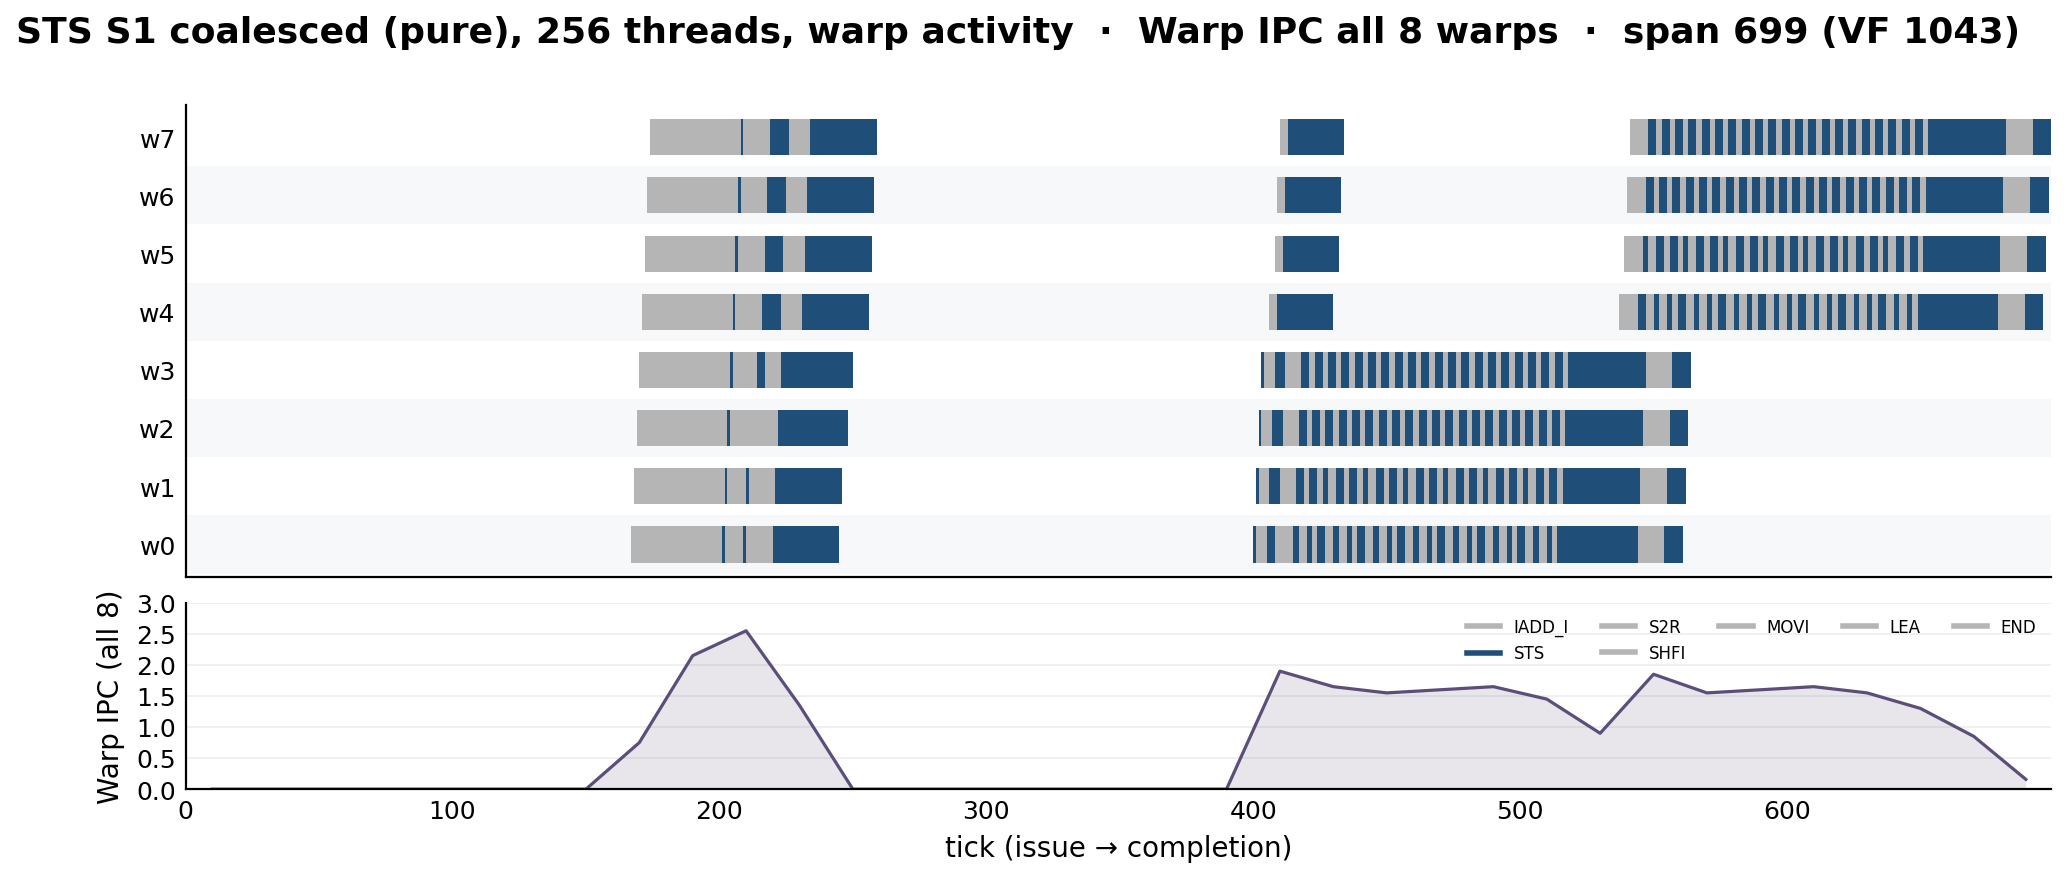 STS S1 coalesced (pure), 256 threads, warp activity · Warp IPC all 8 warps · span 699 (VF 1043)
w7
w6
w5
w4
w3
w2
w1
w0
Warp IPC (all 8)
3.0
2.5
2.0
1.5
1.0
0.5
0.0
IADD_I S2R MOVI LEA END
STS SHFI
0 100 200 300 400 500 600
tick (issue → completion)